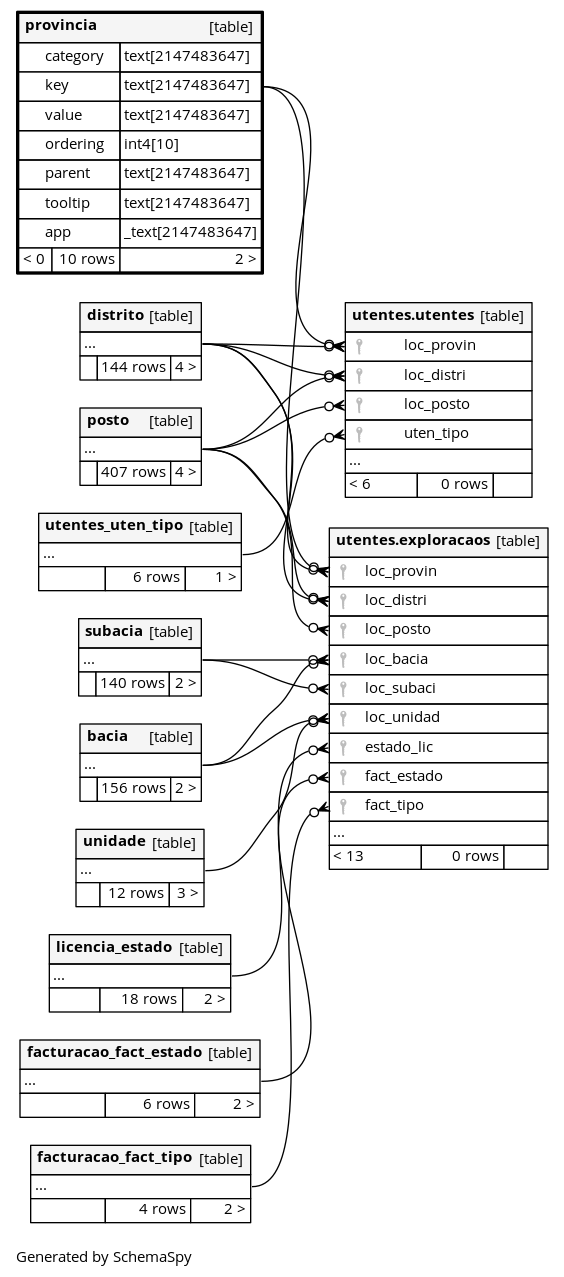 provincia [table]
category text[2147483647]
key text[2147483647]
value text[2147483647]
ordering int4[10]
parent text[2147483647]
tooltip text[2147483647]
app _text[2147483647]
< 0 10 rows 2 >
distrito [table]
...
144 rows 4 >
posto [table]
...
407 rows 4 >
utentes_uten_tipo [table]
...
6 rows 1 >
subacia [table]
...
140 rows 2 >
bacia [table]
...
156 rows 2 >
unidade [table]
...
12 rows 3 >
licencia_estado [table]
...
18 rows 2 >
facturacao_fact_estado [table]
...
6 rows 2 >
facturacao_fact_tipo [table]
...
4 rows 2 >
utentes.utentes [table]
loc_provin
loc_distri
loc_posto
uten_tipo
...
< 6 0 rows
utentes.exploracaos [table]
loc_provin
loc_distri
loc_posto
loc_bacia
loc_subaci
loc_unidad
estado_lic
fact_estado
fact_tipo
...
< 13 0 rows
Generated by SchemaSpy